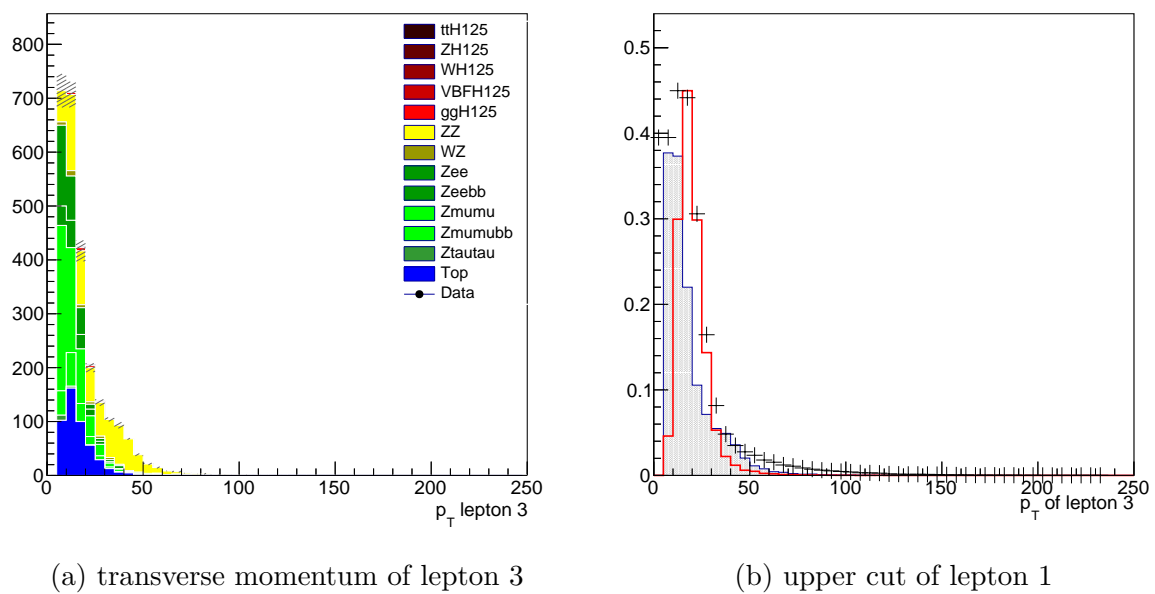 800
700
600
500
400
300
200
100
0
0 50 100 150 200 250
p_T lepton 3
ttH125
ZH125
WH125
VBFH125
ggH125
ZZ
WZ
Zee
Zeebb
Zmumu
Zmumubb
Ztautau
Top
Data
(a) transverse momentum of lepton 3
0.5
0.4
0.3
0.2
0.1
0
0 50 100 150 200 250
p_T of lepton 3
(b) upper cut of lepton 1